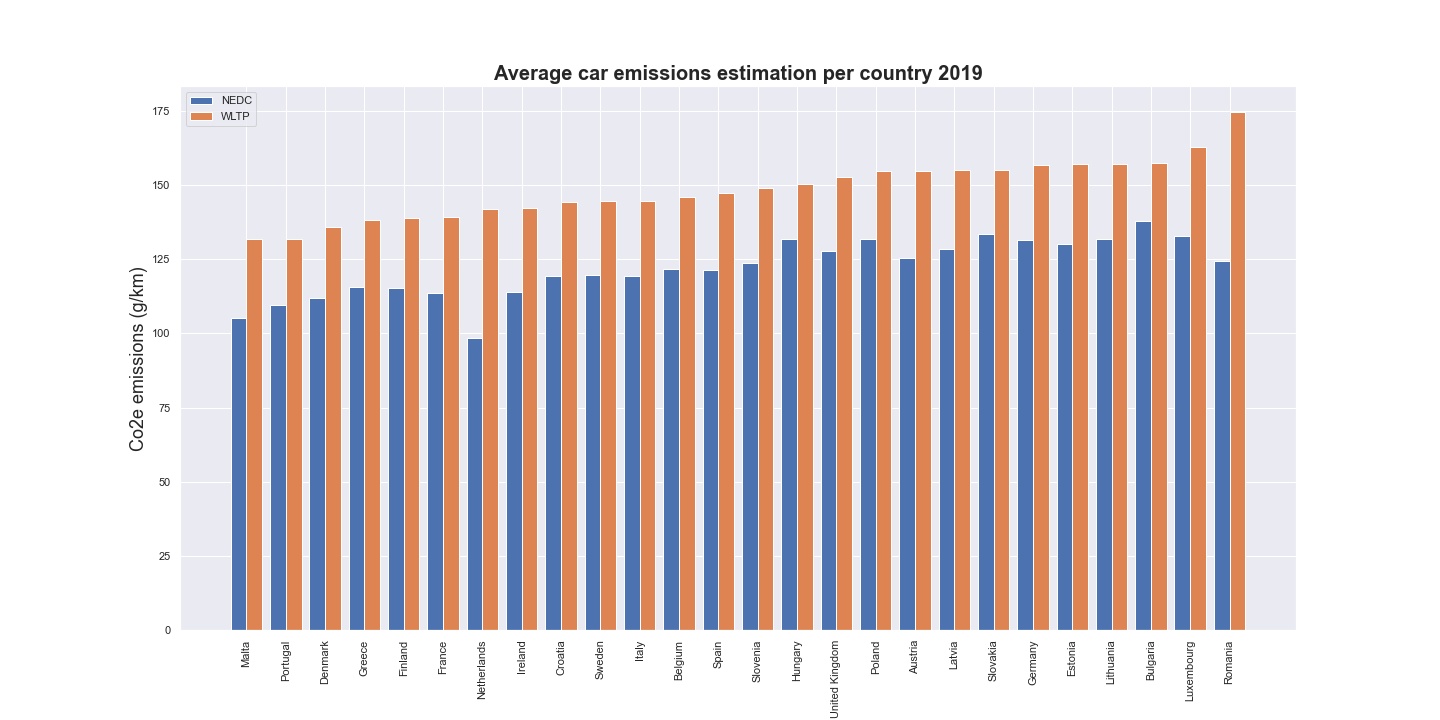 Average car emissions estimation per country 2019
NEDC
WLTP
175
150
125
100
75
50
25
0
Co2e emissions (g/km)
Malta
Portugal
Denmark
Greece
Finland
France
Netherlands
Ireland
Croatia
Sweden
Italy
Belgium
Spain
Slovenia
Hungary
United Kingdom
Poland
Austria
Latvia
Slovakia
Germany
Estonia
Lithuania
Bulgaria
Luxembourg
Romania